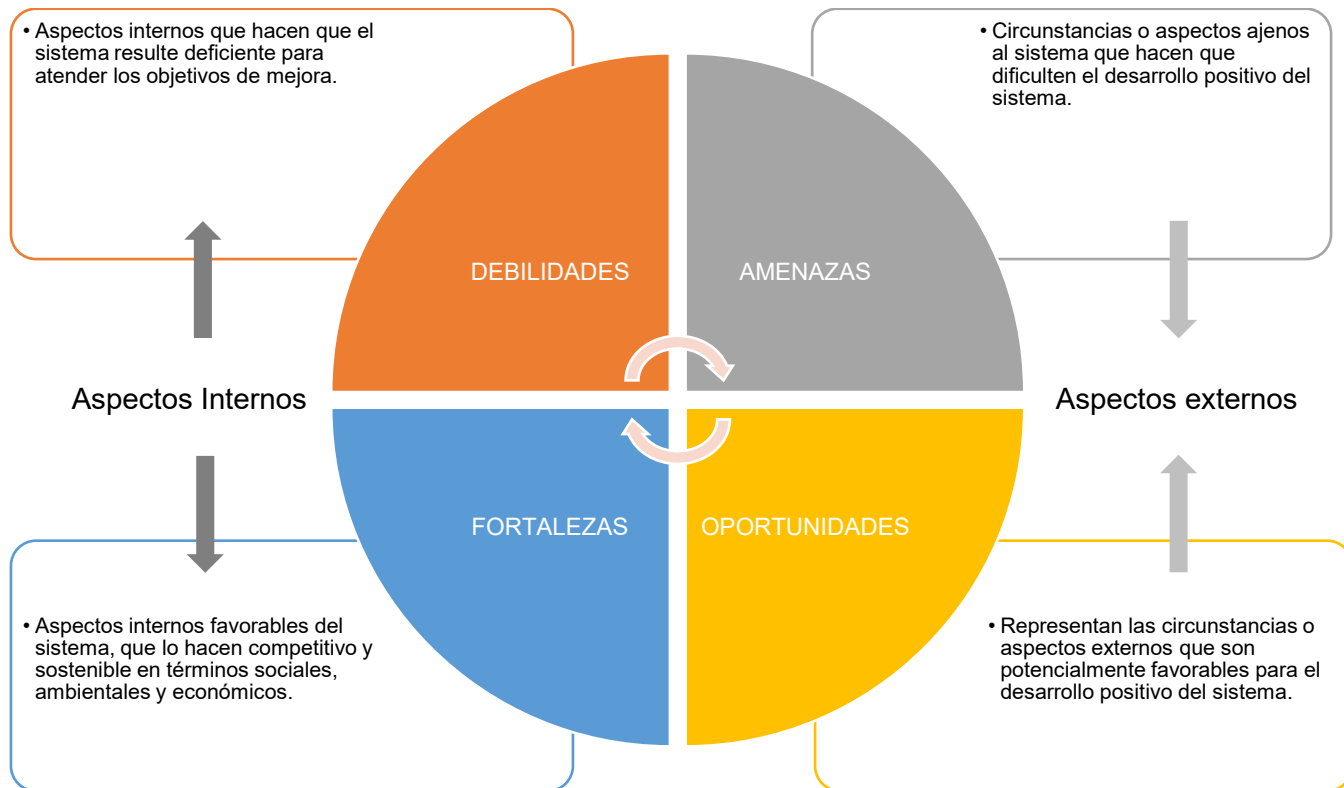 • Aspectos internos que hacen que el
sistema resulte deficiente para
atender los objetivos de mejora.
• Circunstancias o aspectos ajenos
al sistema que hacen que
dificulten el desarrollo positivo del
sistema.
DEBILIDADES
AMENAZAS
Aspectos Internos
Aspectos externos
FORTALEZAS
OPORTUNIDADES
• Aspectos internos favorables del
sistema, que lo hacen competitivo y
sostenible en términos sociales,
ambientales y económicos.
• Representan las circunstancias o
aspectos externos que son
potencialmente favorables para el
desarrollo positivo del sistema.